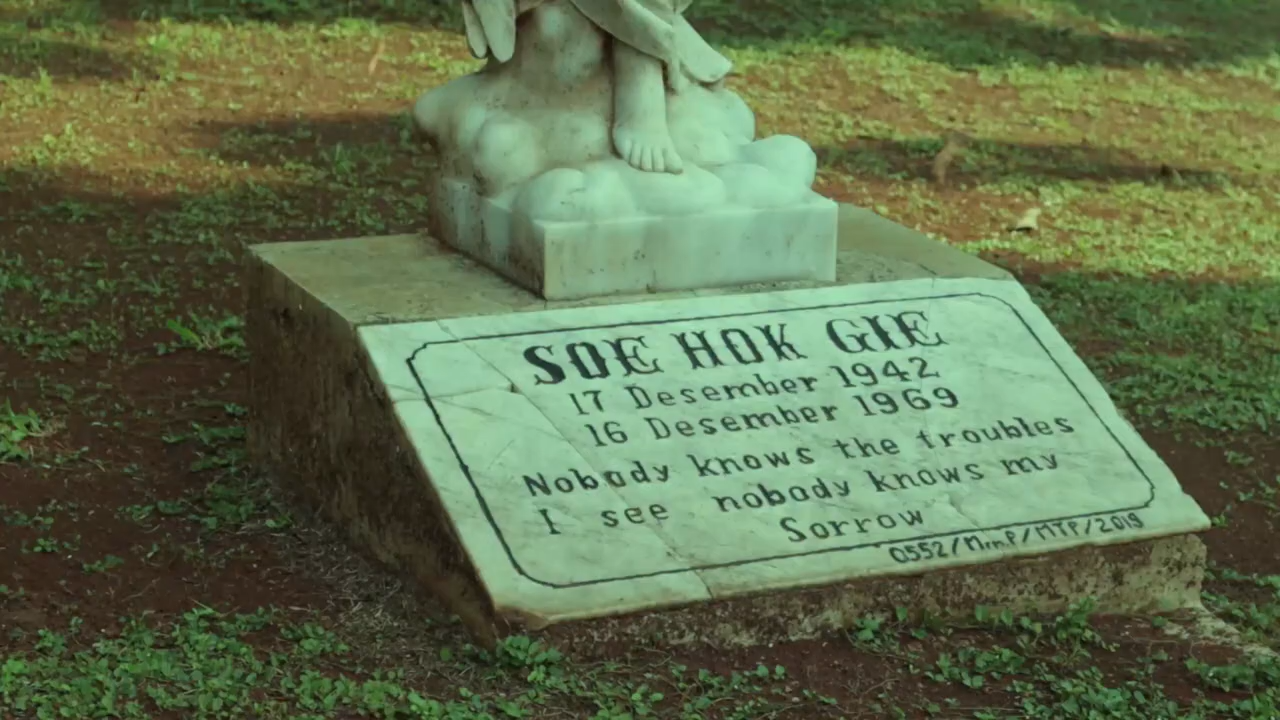 SOE HOK GIE
17 Desember 1942
16 Desember 1969
Nobody knows the troubles
I see nobody knows my
Sorrow
0552/MmP/MTP/2019